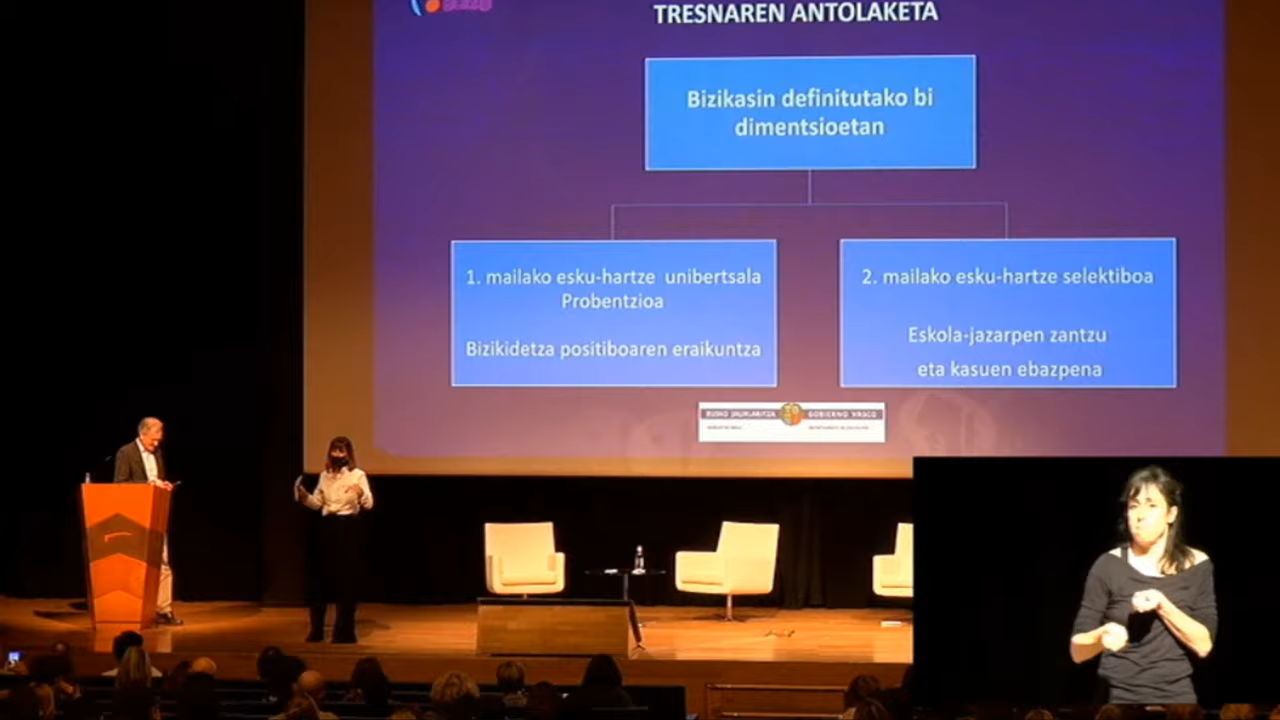 TRESNAREN ANTOLAKETA
Bizikasin definitutako bi
dimentsioetan
1. mailako esku-hartze unibertsala
Probentzioa
Bizikidetza positiboaren eraikuntza
2. mailako esku-hartze selektiboa
Eskola-jazarpen zantzu
eta kasuen ebazpena
EUSKO JAURLARITZA
GOBIERNO VASCO